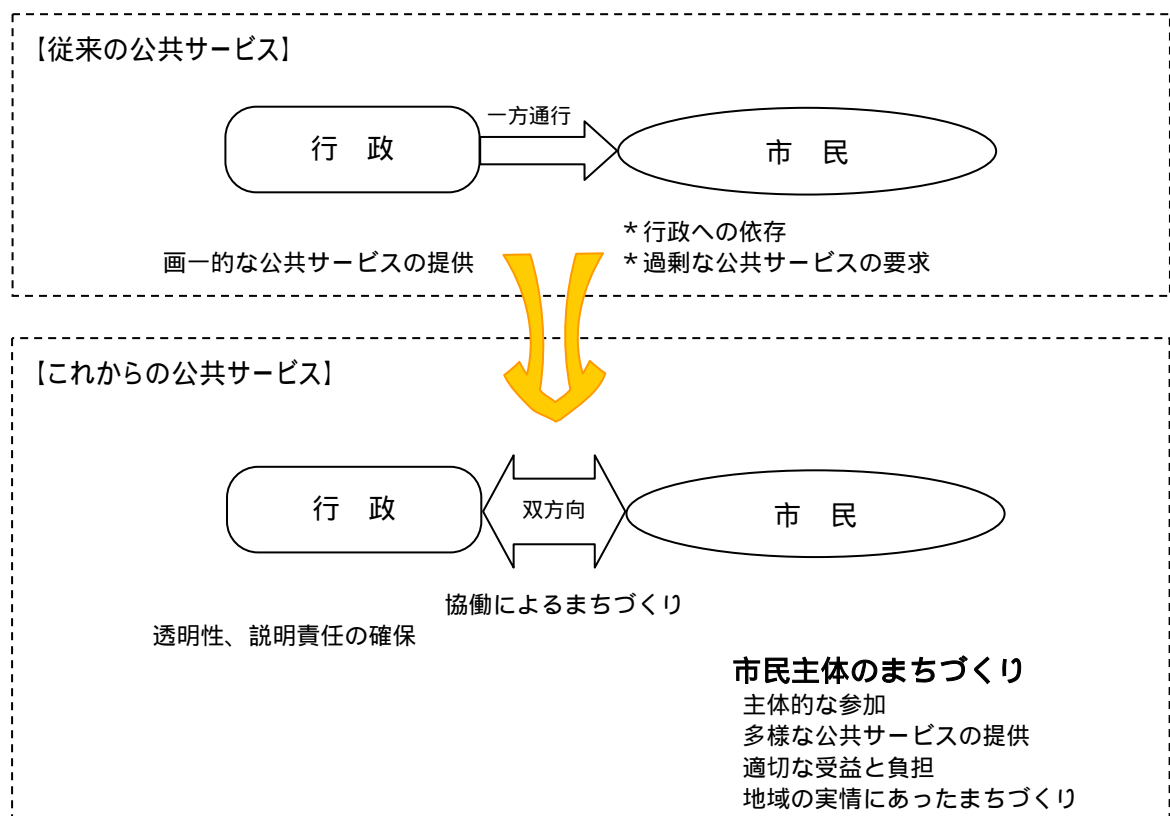 【従来の公共サービス】
一方通行
行　政
市　民
＊行政への依存
画一的な公共サービスの提供
＊過剰な公共サービスの要求
【これからの公共サービス】
行　政
双方向
市　民
協働によるまちづくり
透明性、説明責任の確保
市民主体のまちづくり
主体的な参加
多様な公共サービスの提供
適切な受益と負担
地域の実情にあったまちづくり